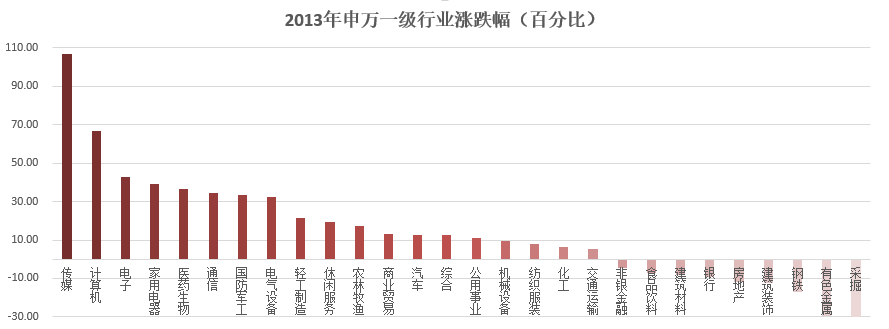 2013年申万一级行业涨跌幅（百分比）
110.00
90.00
70.00
50.00
30.00
10.00
-10.00
-30.00
传媒
计算机
电子
家用电器
医药生物
通信
国防军工
电气设备
轻工制造
休闲服务
农林牧渔
商业贸易
汽车
综合
公用事业
机械设备
纺织服装
化工
交通运输
非银金融
食品饮料
建筑材料
银行
房地产
建筑装饰
钢铁
有色金属
采掘